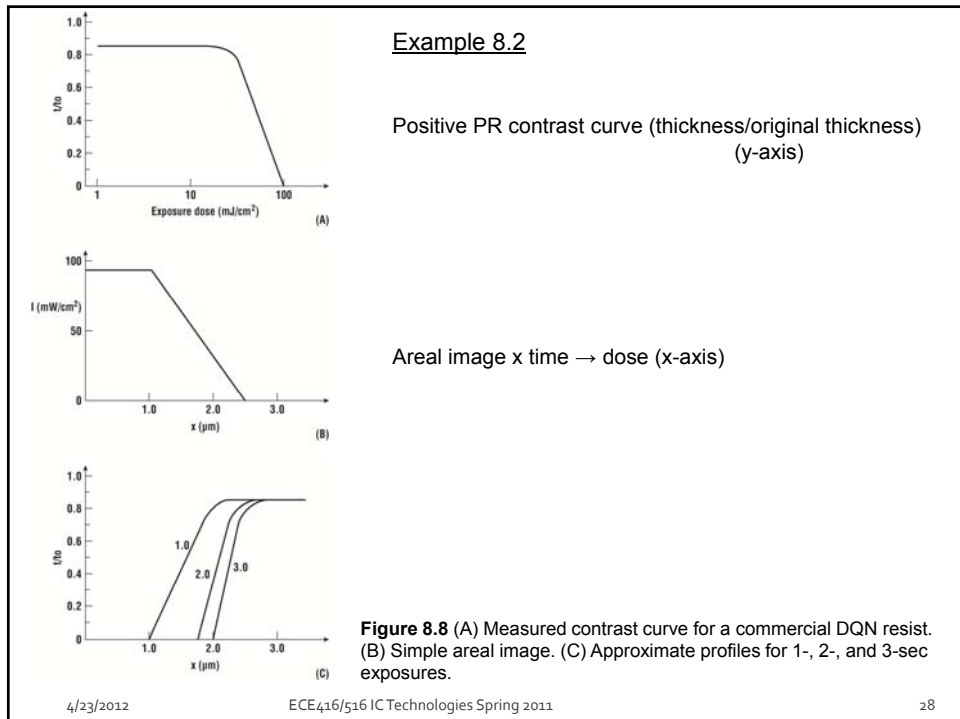 Example 8.2
Positive PR contrast curve (thickness/original thickness)
(y-axis)
1.0
0.8
0.6
0.4
0.2
0
t/to
1
10
100
Exposure dose (mJ/cm²)
(A)
100
I (mW/cm²)
50
0
1.0
2.0
3.0
x (µm)
(B)
Areal image x time → dose (x-axis)
1.0
0.8
0.6
0.4
0.2
0
t/to
1.0
2.0
3.0
1.0
2.0
3.0
x (µm)
(C)
Figure 8.8 (A) Measured contrast curve for a commercial DQN resist.
(B) Simple areal image. (C) Approximate profiles for 1-, 2-, and 3-sec
exposures.
4/23/2012
ECE416/516 IC Technologies Spring 2011
28